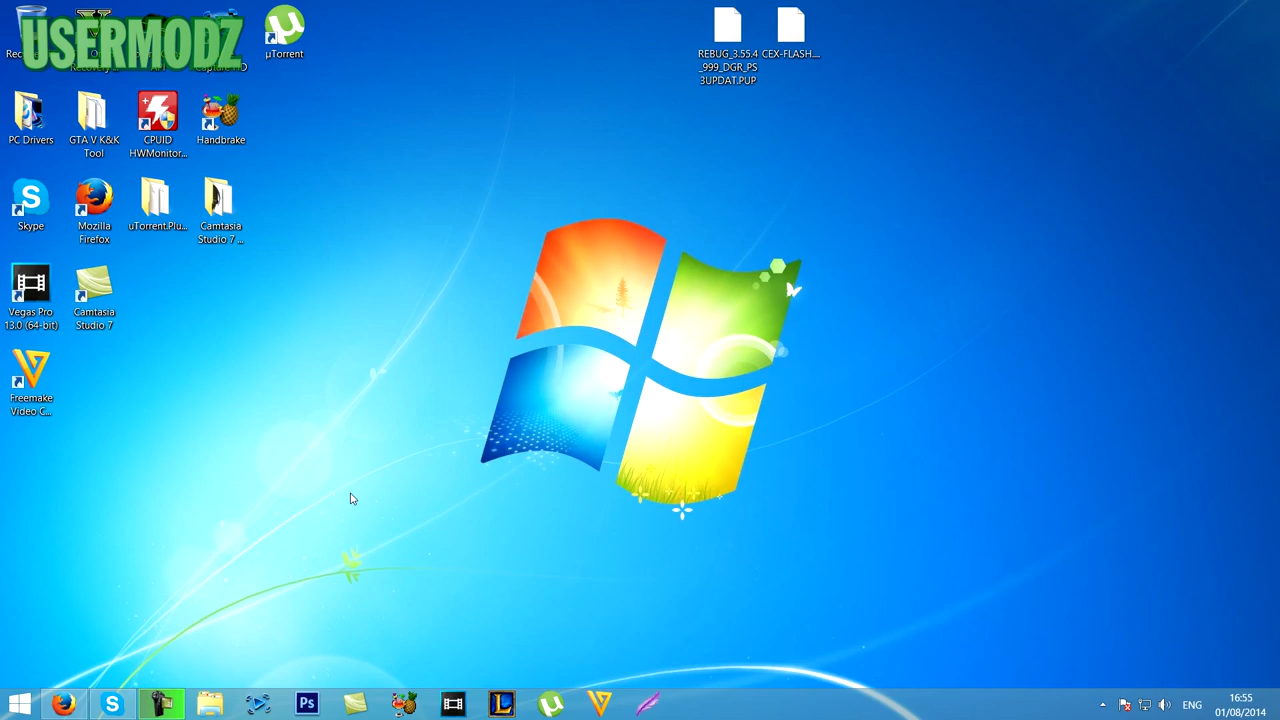 USERMODZ
µTorrent
REBUG_3.55.4
_999_DGR_PS
3UPDAT.PUP
CEX-FLASH....
PC Drivers
GTA V K&K
Tool
CPUID
HWMonitor...
Handbrake
Skype
Mozilla
Firefox
uTorrent.Plu...
Camtasia
Studio 7 ...
Vegas Pro
13.0 (64-bit)
Camtasia
Studio 7
Freemake
Video C...
Ps
ENG
16:55
01/08/2014